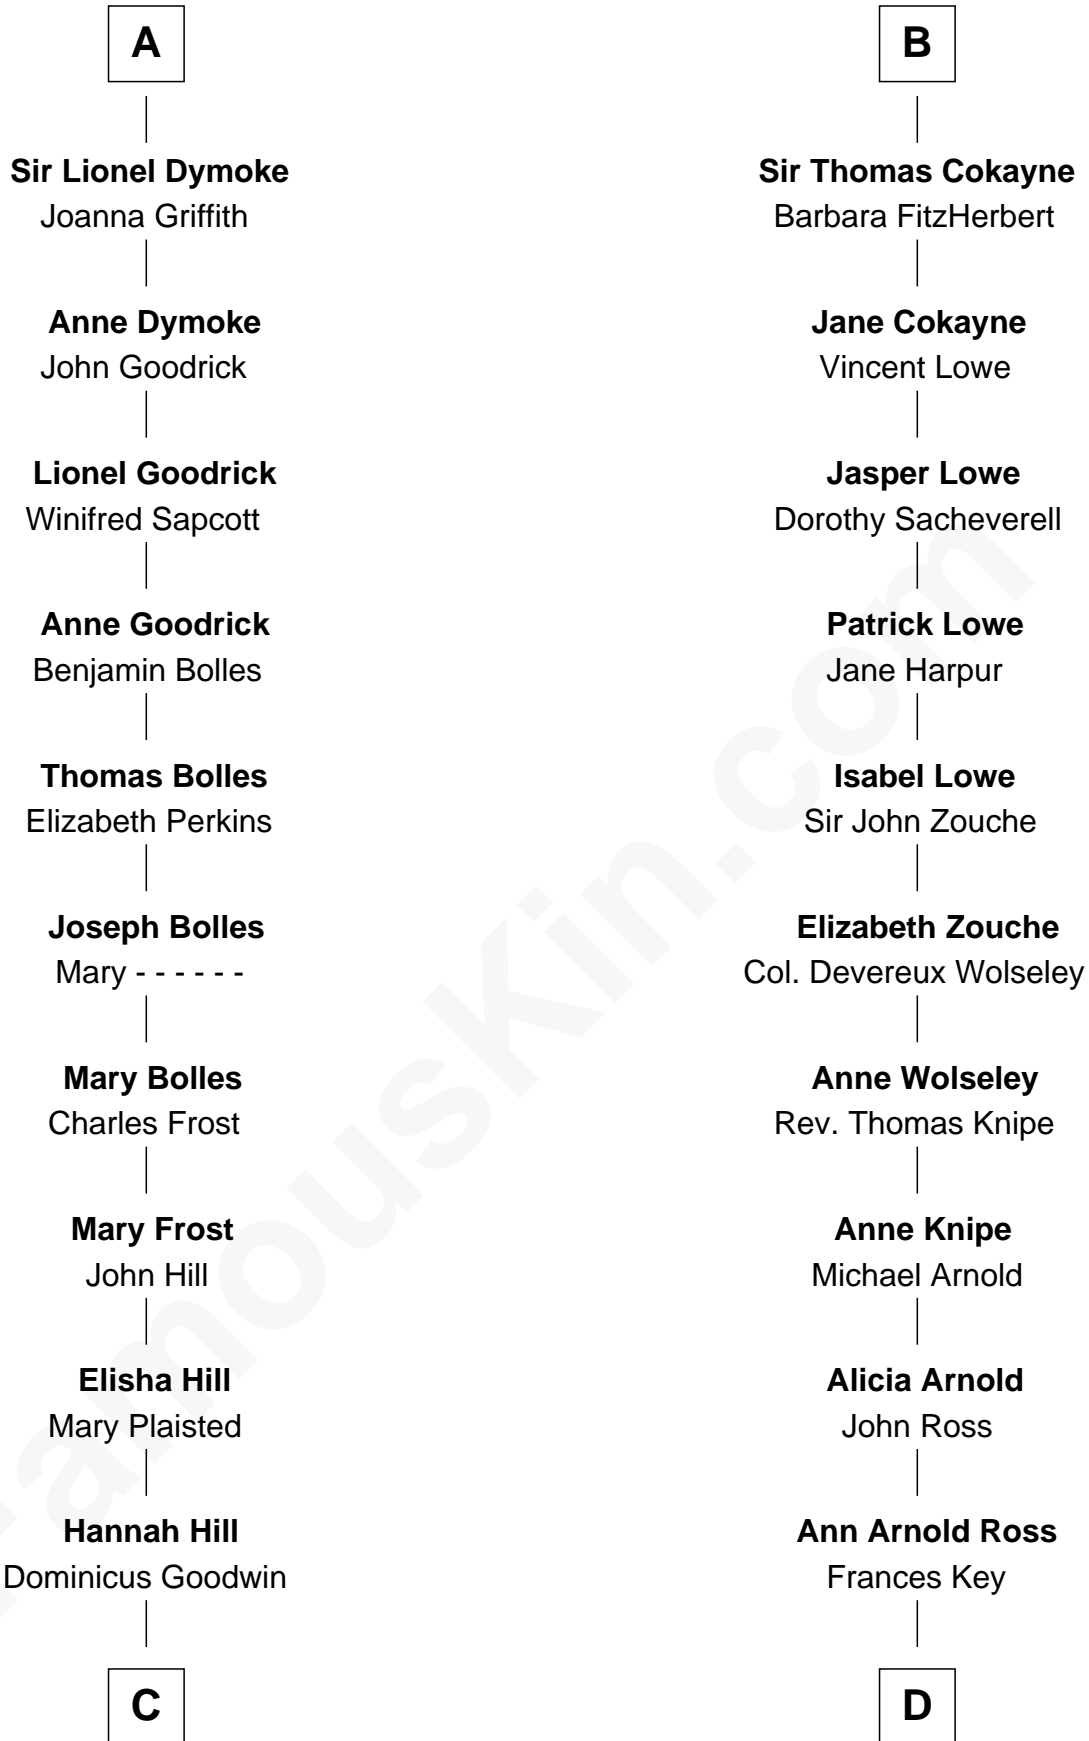 A
Sir Lionel Dymoke
Joanna Griffith
Anne Dymoke
John Goodrick
Lionel Goodrick
Winifred Sapcott
Anne Goodrick
Benjamin Bolles
Thomas Bolles
Elizabeth Perkins
Joseph Bolles
Mary - - - - - -
Mary Bolles
Charles Frost
Mary Frost
John Hill
Elisha Hill
Mary Plaisted
Hannah Hill
Dominicus Goodwin
C
B
Sir Thomas Cokayne
Barbara FitzHerbert
Jane Cokayne
Vincent Lowe
Jasper Lowe
Dorothy Sacheverell
Patrick Lowe
Jane Harpur
Isabel Lowe
Sir John Zouche
Elizabeth Zouche
Col. Devereux Wolseley
Anne Wolseley
Rev. Thomas Knipe
Anne Knipe
Michael Arnold
Alicia Arnold
John Ross
Ann Arnold Ross
Frances Key
D
FamousKin.com